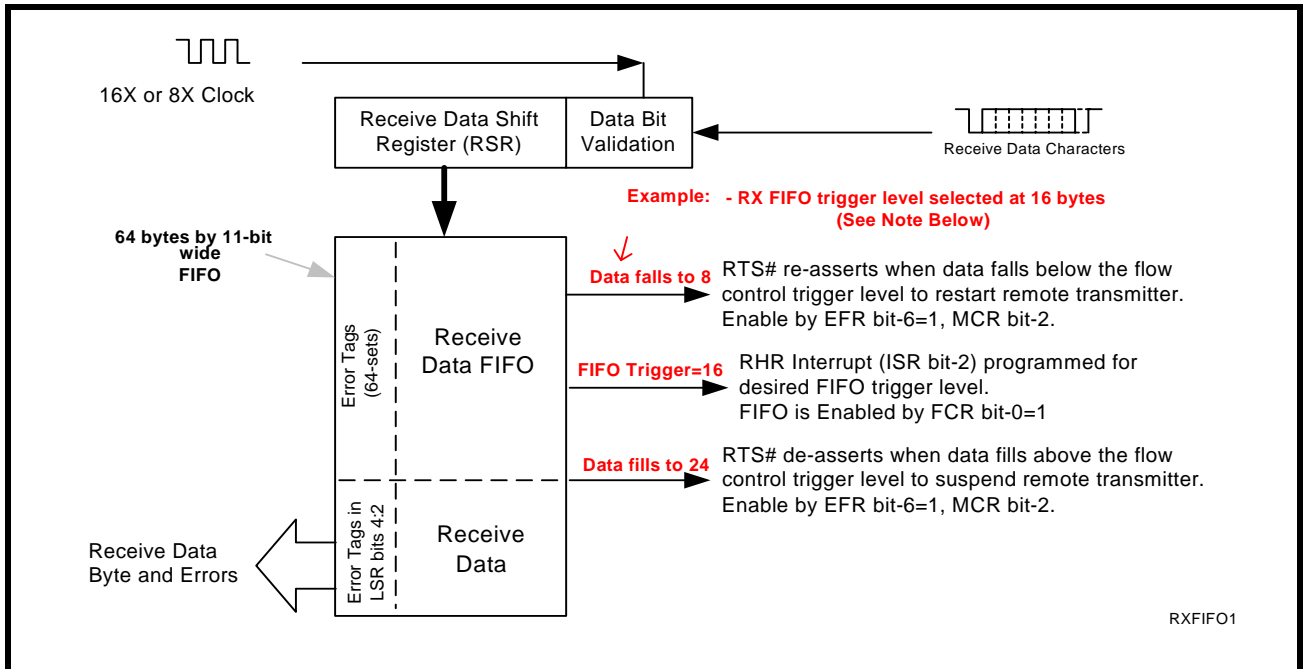 16X or 8X Clock
Receive Data Shift
Register (RSR)
Data Bit
Validation
Receive Data Characters
Example: - RX FIFO trigger level selected at 16 bytes
(See Note Below)
64 bytes by 11-bit
wide
FIFO
Error Tags
(64-sets)
Receive
Data FIFO
Data falls to 8
RTS# re-asserts when data falls below the flow
control trigger level to restart remote transmitter.
Enable by EFR bit-6=1, MCR bit-2.
FIFO Trigger=16
RHR Interrupt (ISR bit-2) programmed for
desired FIFO trigger level.
FIFO is Enabled by FCR bit-0=1
Data fills to 24
RTS# de-asserts when data fills above the flow
control trigger level to suspend remote transmitter.
Enable by EFR bit-6=1, MCR bit-2.
Error Tags in
LSR bits 4:2
Receive
Data
Receive Data
Byte and Errors
RXFIFO1